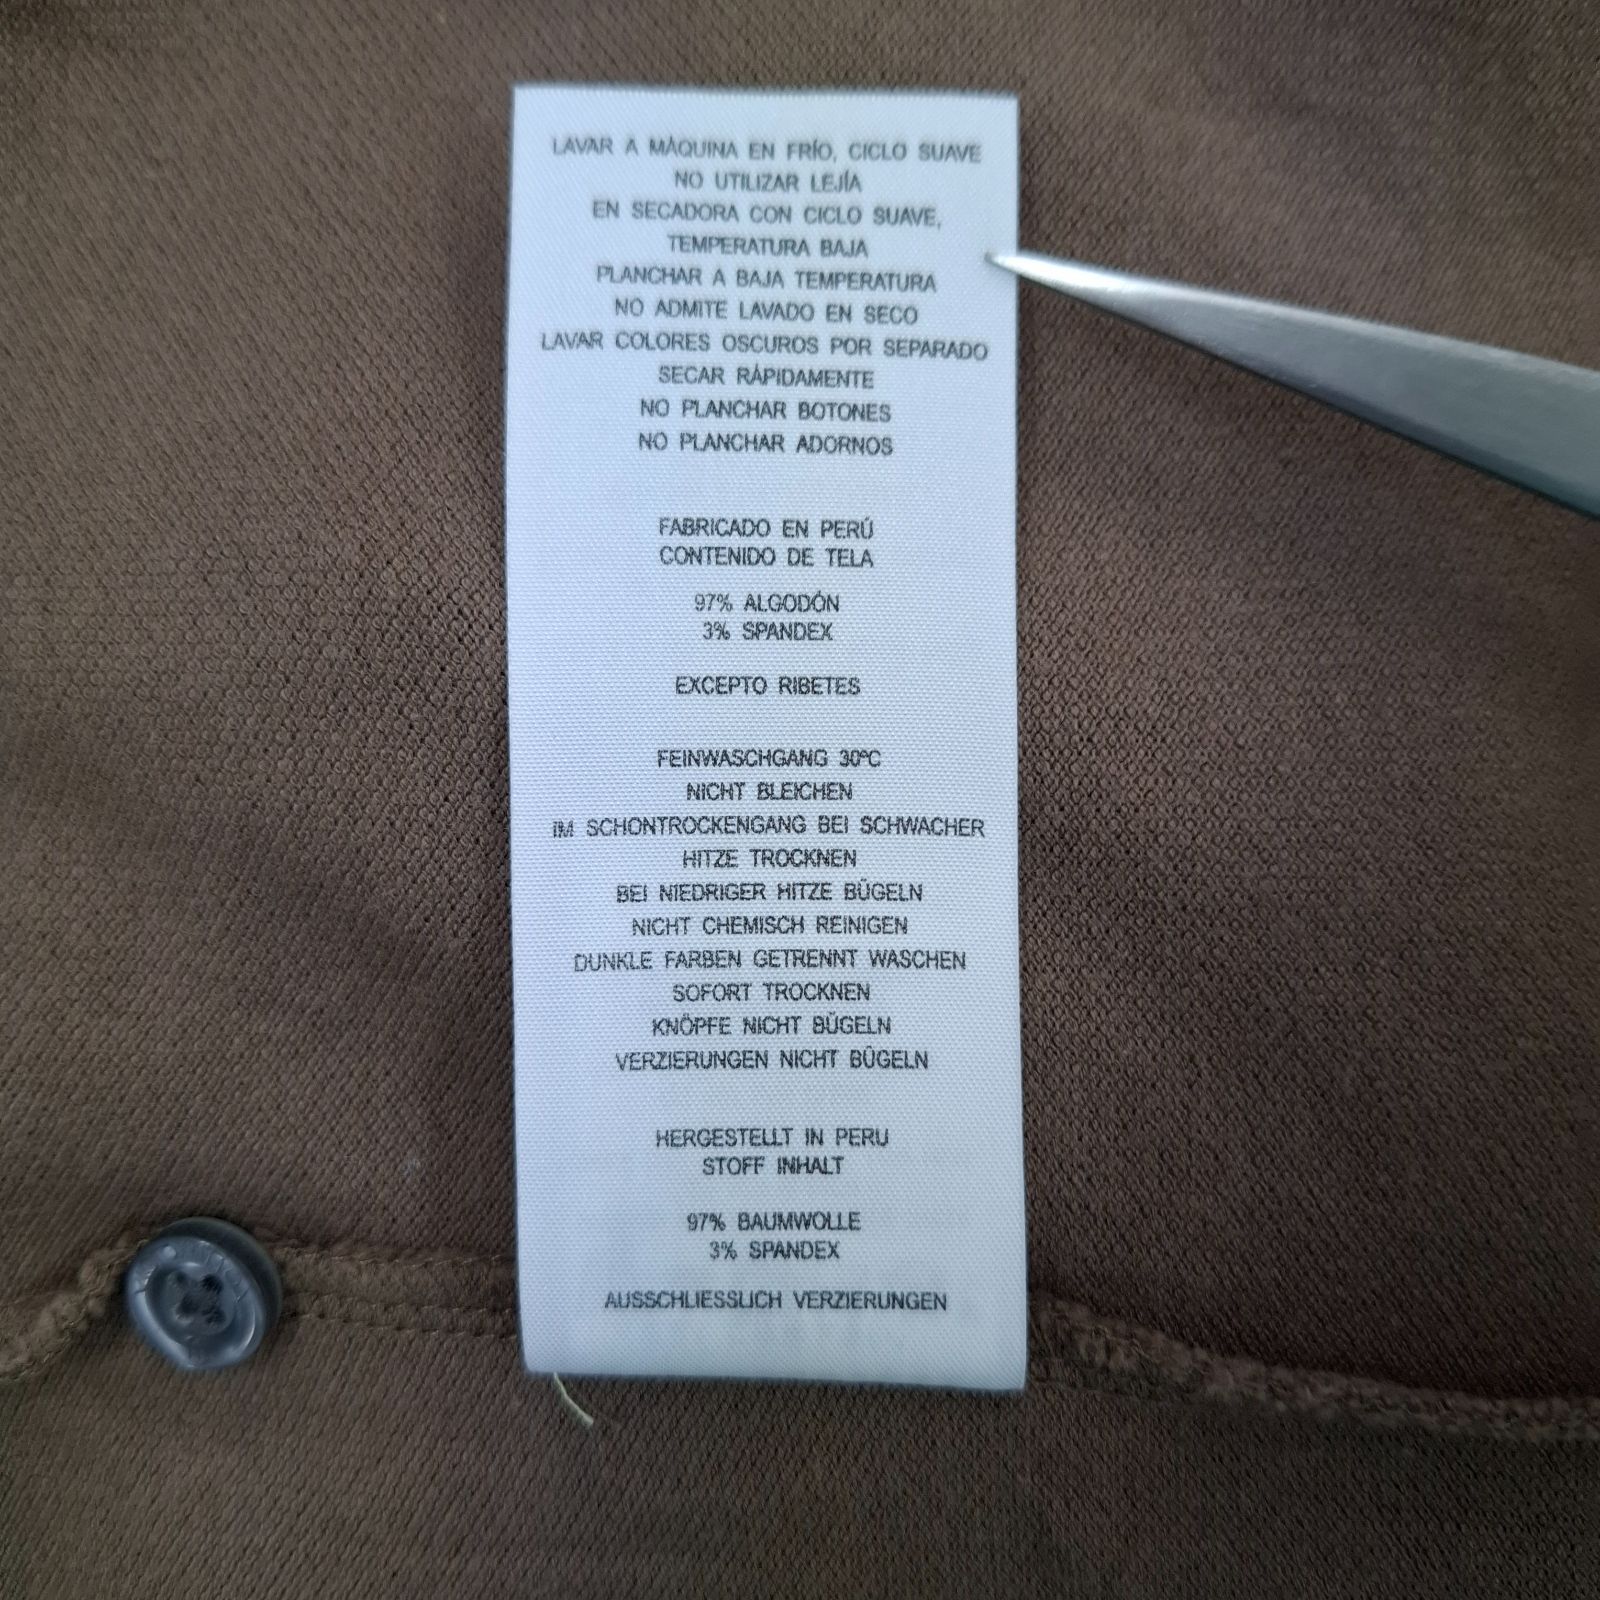 LAVAR A MÁQUINA EN FRÍO, CICLO SUAVE
NO UTILIZAR LEJÍA
EN SECADORA CON CICLO SUAVE,
TEMPERATURA BAJA
PLANCHAR A BAJA TEMPERATURA
NO ADMITE LAVADO EN SECO
LAVAR COLORES OSCUROS POR SEPARADO
SECAR RÁPIDAMENTE
NO PLANCHAR BOTONES
NO PLANCHAR ADORNOS
FABRICADO EN PERÚ
CONTENIDO DE TELA
97% ALGODÓN
3% SPANDEX
EXCEPTO RIBETES
FEINWASCHGANG 30°C
NICHT BLEICHEN
IM SCHONTROCKENGANG BEI SCHWACHER
HITZE TROCKNEN
BEI NIEDRIGER HITZE BÜGELN
NICHT CHEMISCH REINIGEN
DUNKLE FARBEN GETRENNT WASCHEN
SOFORT TROCKNEN
KNÖPFE NICHT BÜGELN
VERZIERUNGEN NICHT BÜGELN
HERGESTELLT IN PERU
STOFF INHALT
97% BAUMWOLLE
3% SPANDEX
AUSSCHLIESSLICH VERZIERUNGEN